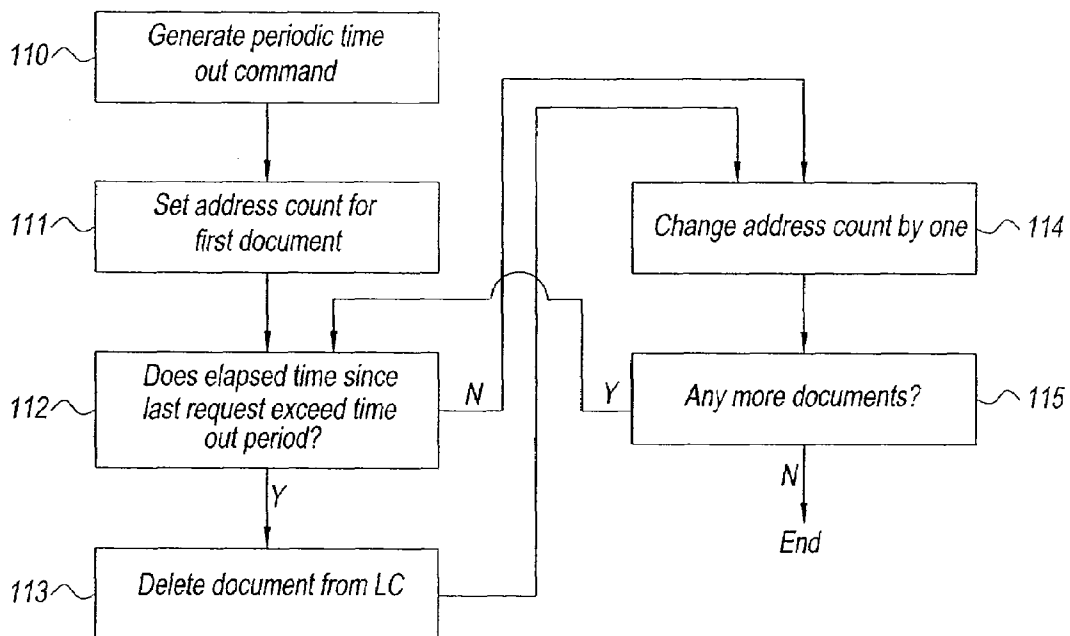 110
Generate periodic time
out command
111
Set address count for
first document
112
Does elapsed time since
last request exceed time
out period?
N
Y
113
Delete document from LC
Change address count by one
114
Any more documents?
115
Y
N
End